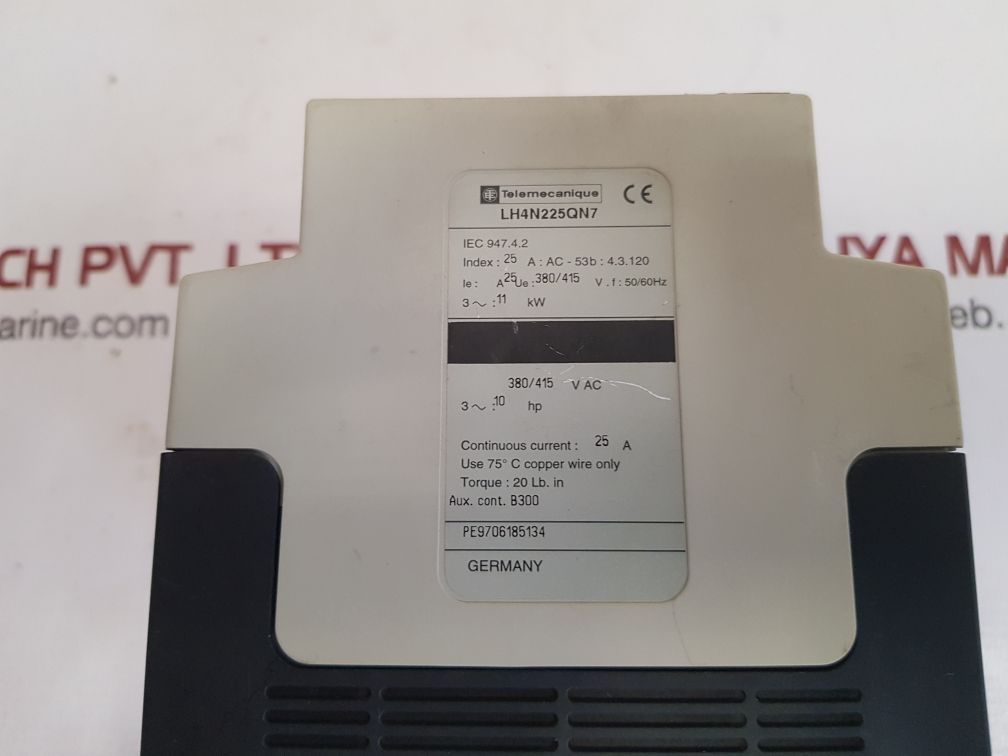 Telemecanique CE
LH4N225QN7
IEC 947.4.2
Index : 25 A : AC - 53b : 4.3.120
Ie : A 25 Ue : 380/415 V . f : 50/60Hz
3 ~ : 11 kW
380/415 V AC
3 ~ : 10 hp
Continuous current : 25 A
Use 75° C copper wire only
Torque : 20 Lb. in
Aux. cont. B300
PE9706185134
GERMANY
CH PVT. LT
arine.com
YA MA
eb.